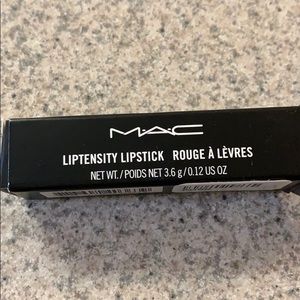 MAC
LIPTENSITY LIPSTICK ROUGE À LÈVRES
NET WT./POIDS NET 3.6 g/0.12 US OZ